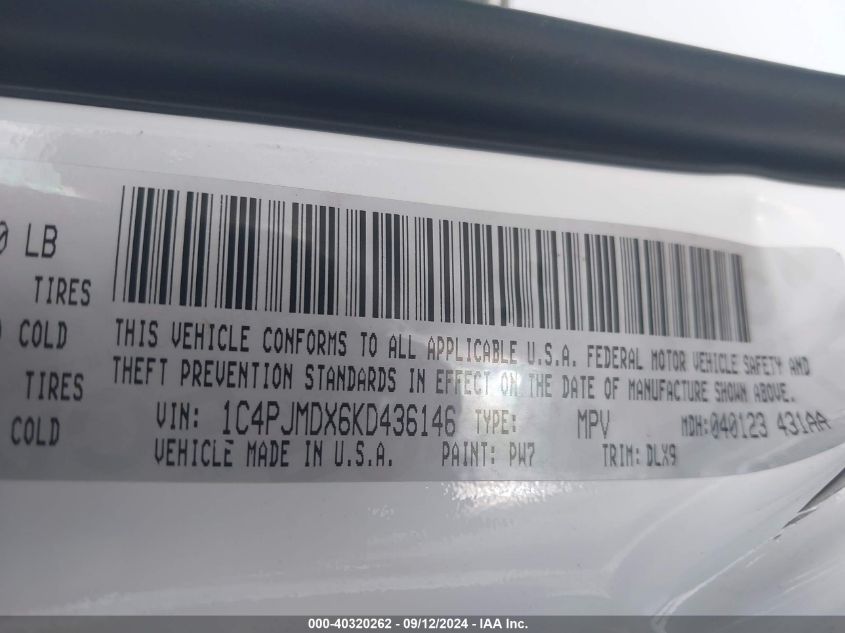 0 LB
TIRES
COLD
TIRES
COLD
THIS VEHICLE CONFORMS TO ALL APPLICABLE U.S.A. FEDERAL MOTOR VEHICLE SAFETY AND
THEFT PREVENTION STANDARDS IN EFFECT ON THE DATE OF MANUFACTURE SHOWN ABOVE.
VIN: 1C4PJMDX6KD436146 TYPE: MPV MDH:040123 431AA
VEHICLE MADE IN U.S.A. PAINT: PW7 TRIM: DLX9
000-40320262 - 09/12/2024 - IAA Inc.